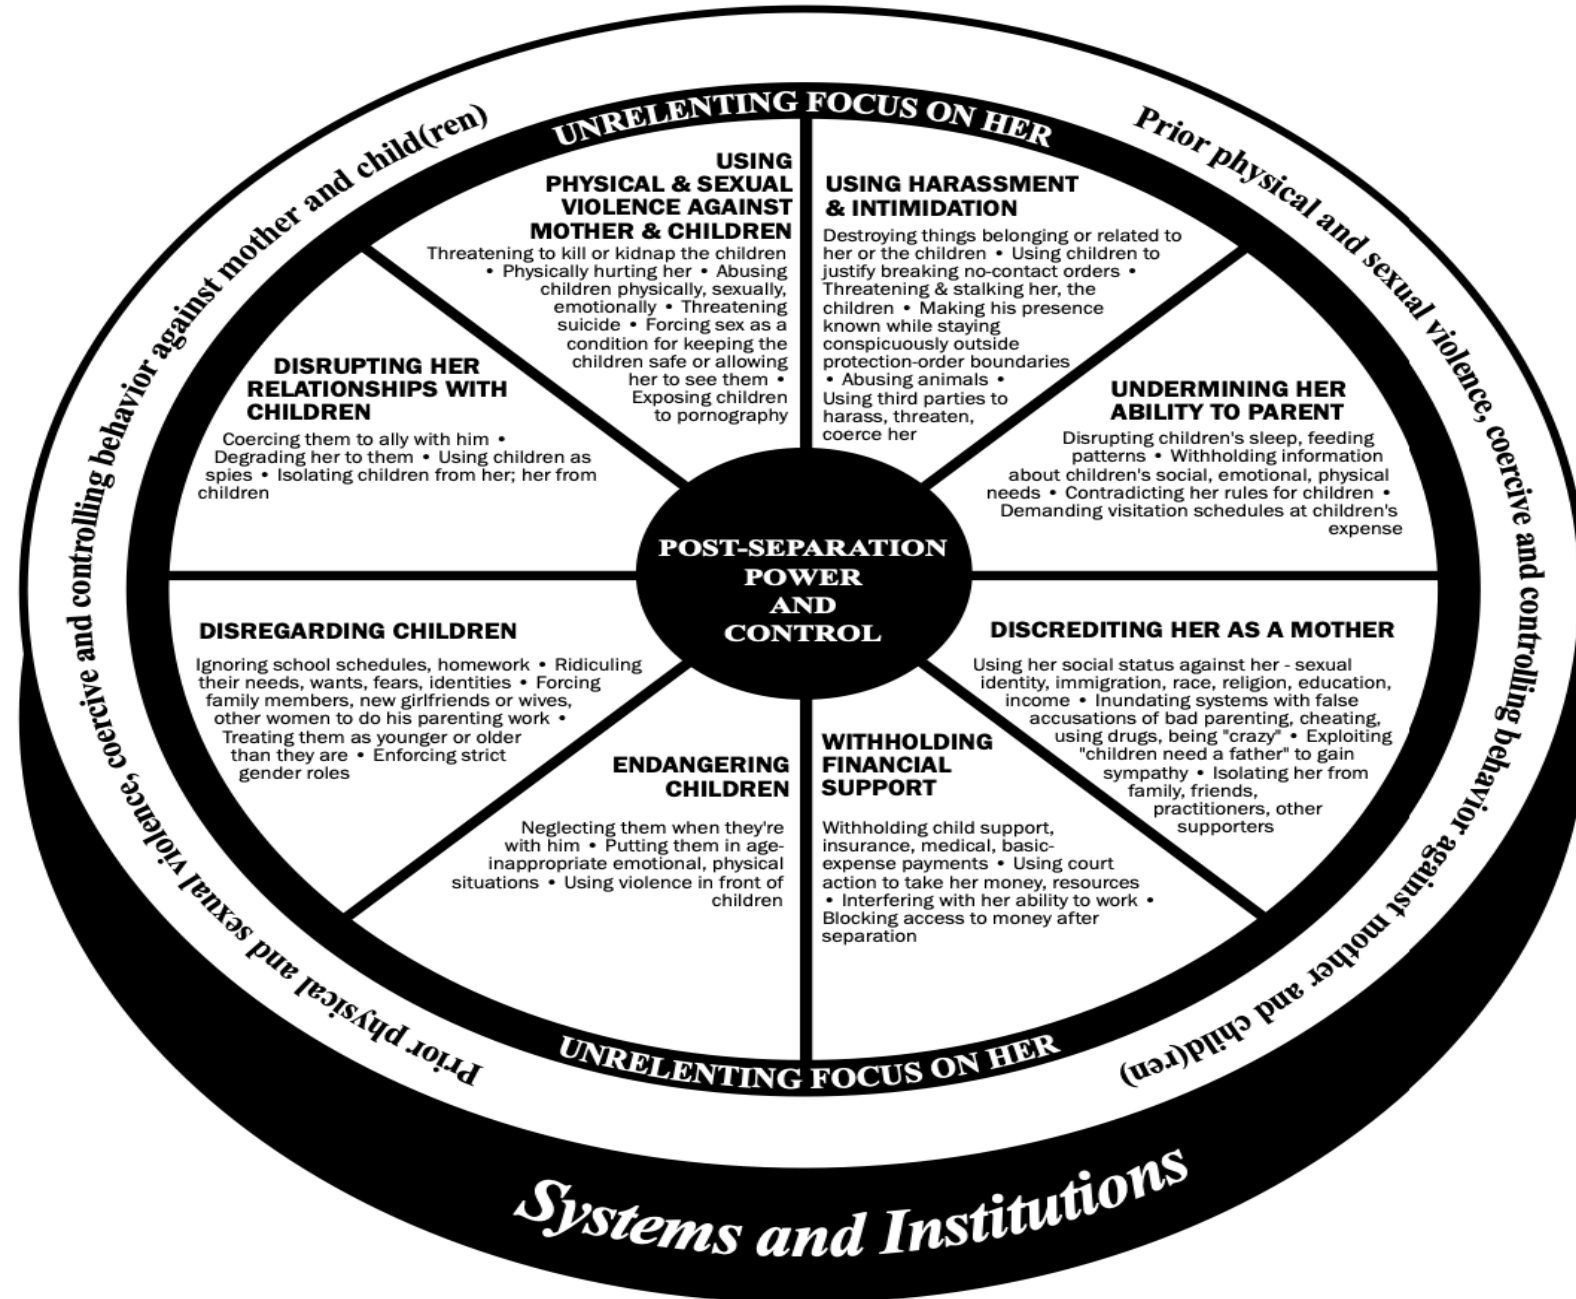 Prior physical and sexual violence, coercive and controlling behavior against mother and child(ren)
Prior physical and sexual violence, coercive and controlling behavior against mother and child(ren)
UNRELENTING FOCUS ON HER
USING
PHYSICAL & SEXUAL
VIOLENCE AGAINST
MOTHER & CHILDREN
Threatening to kill or kidnap the children
• Physically hurting her • Abusing
children physically, sexually,
emotionally • Threatening
suicide • Forcing sex as a
condition for keeping the
children safe or allowing
her to see them •
Exposing children
to pornography
USING HARASSMENT
& INTIMIDATION
Destroying things belonging or related to
her or the children • Using children to
justify breaking no-contact orders •
Threatening & stalking her, the
children • Making his presence
known while staying
conspicuously outside
protection-order boundaries
• Abusing animals •
Using third parties to
harass, threaten,
coerce her
DISRUPTING HER
RELATIONSHIPS WITH
CHILDREN
Coercing them to ally with him •
Degrading her to them • Using children as
spies • Isolating children from her; her from
children
UNDERMINING HER
ABILITY TO PARENT
Disrupting children's sleep, feeding
patterns • Withholding information
about children's social, emotional, physical
needs • Contradicting her rules for children •
Demanding visitation schedules at children's
expense
POST-SEPARATION
POWER
AND
CONTROL
DISREGARDING CHILDREN
Ignoring school schedules, homework • Ridiculing
their needs, wants, fears, identities • Forcing
family members, new girlfriends or wives,
other women to do his parenting work •
Treating them as younger or older
than they are • Enforcing strict
gender roles
DISCREDITING HER AS A MOTHER
Using her social status against her - sexual
identity, immigration, race, religion, education,
income • Inundating systems with false
accusations of bad parenting, cheating,
using drugs, being "crazy" • Exploiting
"children need a father" to gain
sympathy • Isolating her from
family, friends,
practitioners, other
supporters
ENDANGERING
CHILDREN
Neglecting them when they're
with him • Putting them in age-
inappropriate emotional, physical
situations • Using violence in front of
children
WITHHOLDING
FINANCIAL
SUPPORT
Withholding child support,
insurance, medical, basic-
expense payments • Using court
action to take her money, resources
• Interfering with her ability to work •
Blocking access to money after
separation
UNRELENTING FOCUS ON HER
Systems and Institutions